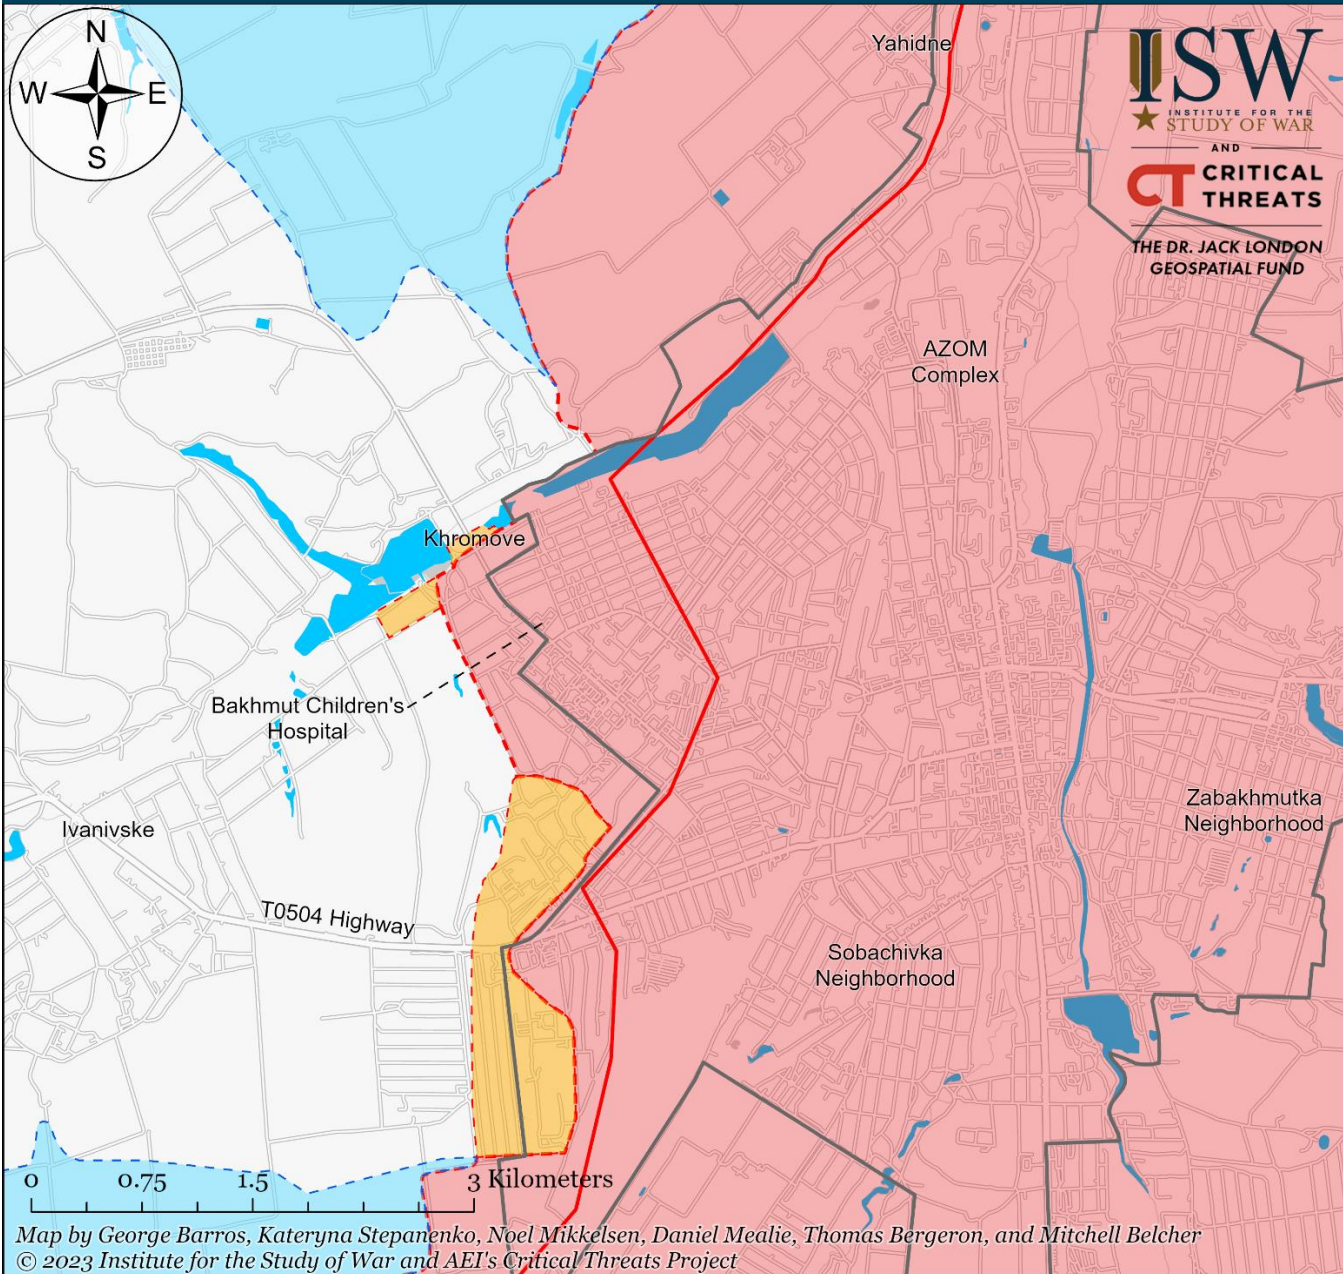 N
W E
S
Yahidne
ISW
INSTITUTE FOR THE
STUDY OF WAR
AND
CT CRITICAL
THREATS
THE DR. JACK LONDON
GEOSPATIAL FUND
AZOM
Complex
Khromove
Bakhmut Children's
Hospital
Ivanivske
Zabakhmutka
Neighborhood
T0504 Highway
Sobachivka
Neighborhood
0 0.75 1.5 3 Kilometers
Map by George Barros, Kateryna Stepanenko, Noel Mikkelsen, Daniel Mealie, Thomas Bergeron, and Mitchell Belcher
© 2023 Institute for the Study of War and AEI's Critical Threats Project